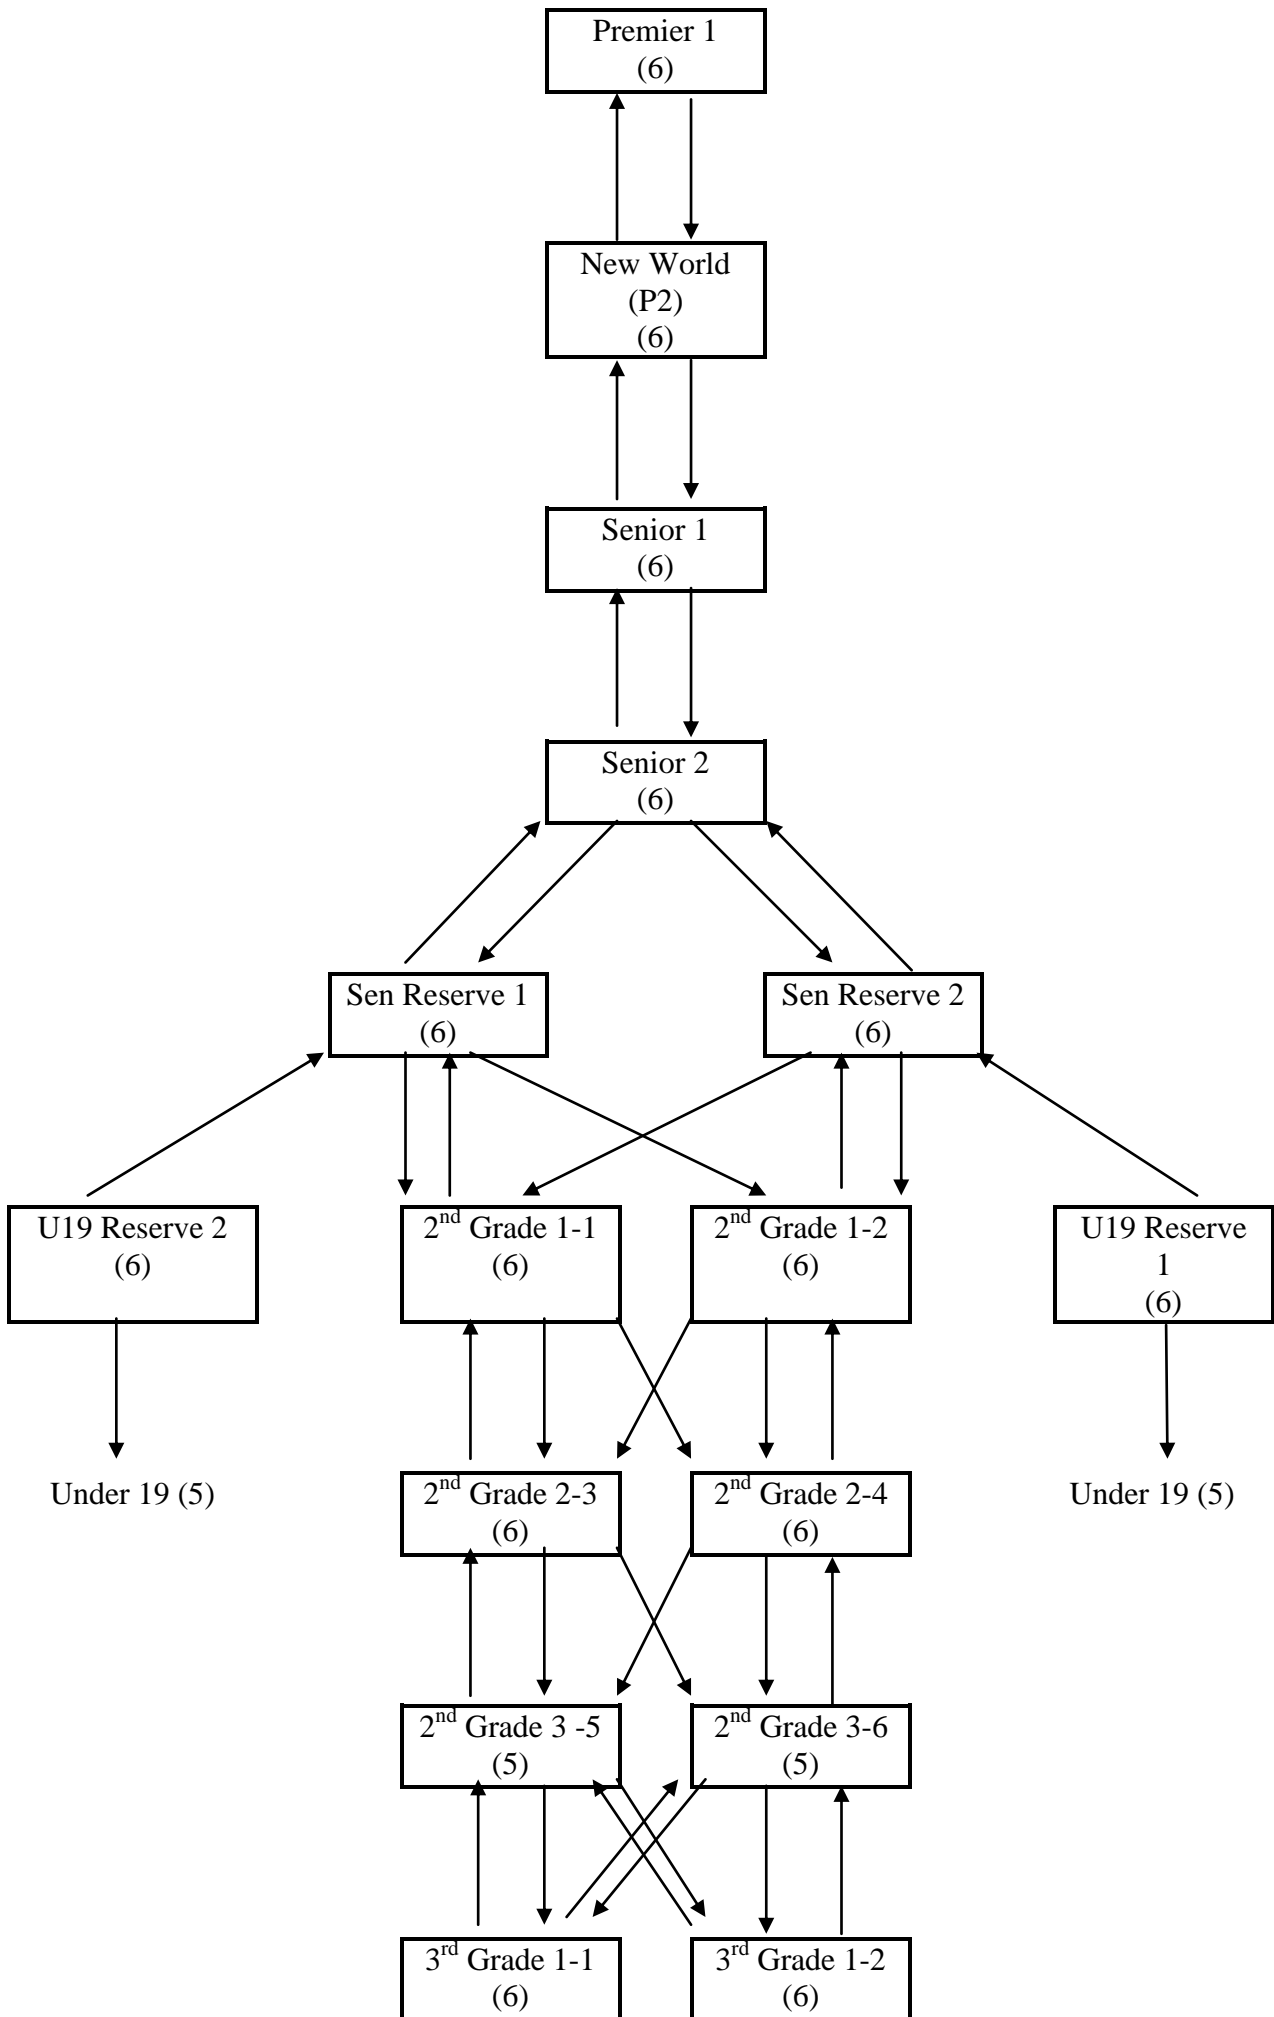 Premier 1
(6)
New World
(P2)
(6)
Senior 1
(6)
Senior 2
(6)
Sen Reserve 1
(6)
Sen Reserve 2
(6)
U19 Reserve 2
(6)
2nd Grade 1-1
(6)
2nd Grade 1-2
(6)
U19 Reserve
1
(6)
Under 19 (5)
2nd Grade 2-3
(6)
2nd Grade 2-4
(6)
Under 19 (5)
2nd Grade 3 -5
(5)
2nd Grade 3-6
(5)
3rd Grade 1-1
(6)
3rd Grade 1-2
(6)